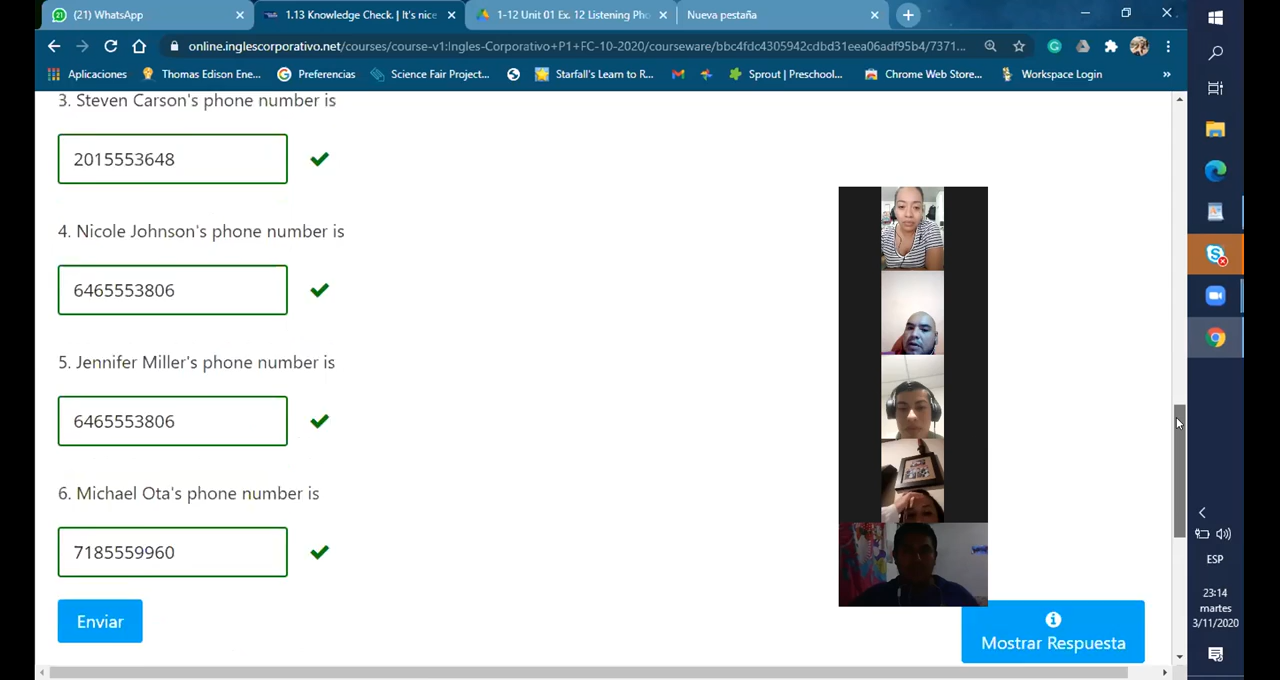 (21) WhatsApp
1.13 Knowledge Check. | It's nice
1-12 Unit 01 Ex. 12 Listening Pho
Nueva pestaña
online.inglescorporativo.net/courses/course-v1:Ingles-Corporativo+P1+FC-10-2020/courseware/bbc4fdc4305942cdbd31eea06adf95b4/7371...
Aplicaciones
Thomas Edison Ene...
Preferencias
Science Fair Project...
Starfall's Learn to R...
Sprout | Preschool...
Chrome Web Store...
Workspace Login
»
3. Steven Carson's phone number is
2015553648
4. Nicole Johnson's phone number is
6465553806
5. Jennifer Miller's phone number is
6465553806
6. Michael Ota's phone number is
7185559960
Enviar
Mostrar Respuesta
ESP
23:14
martes
3/11/2020